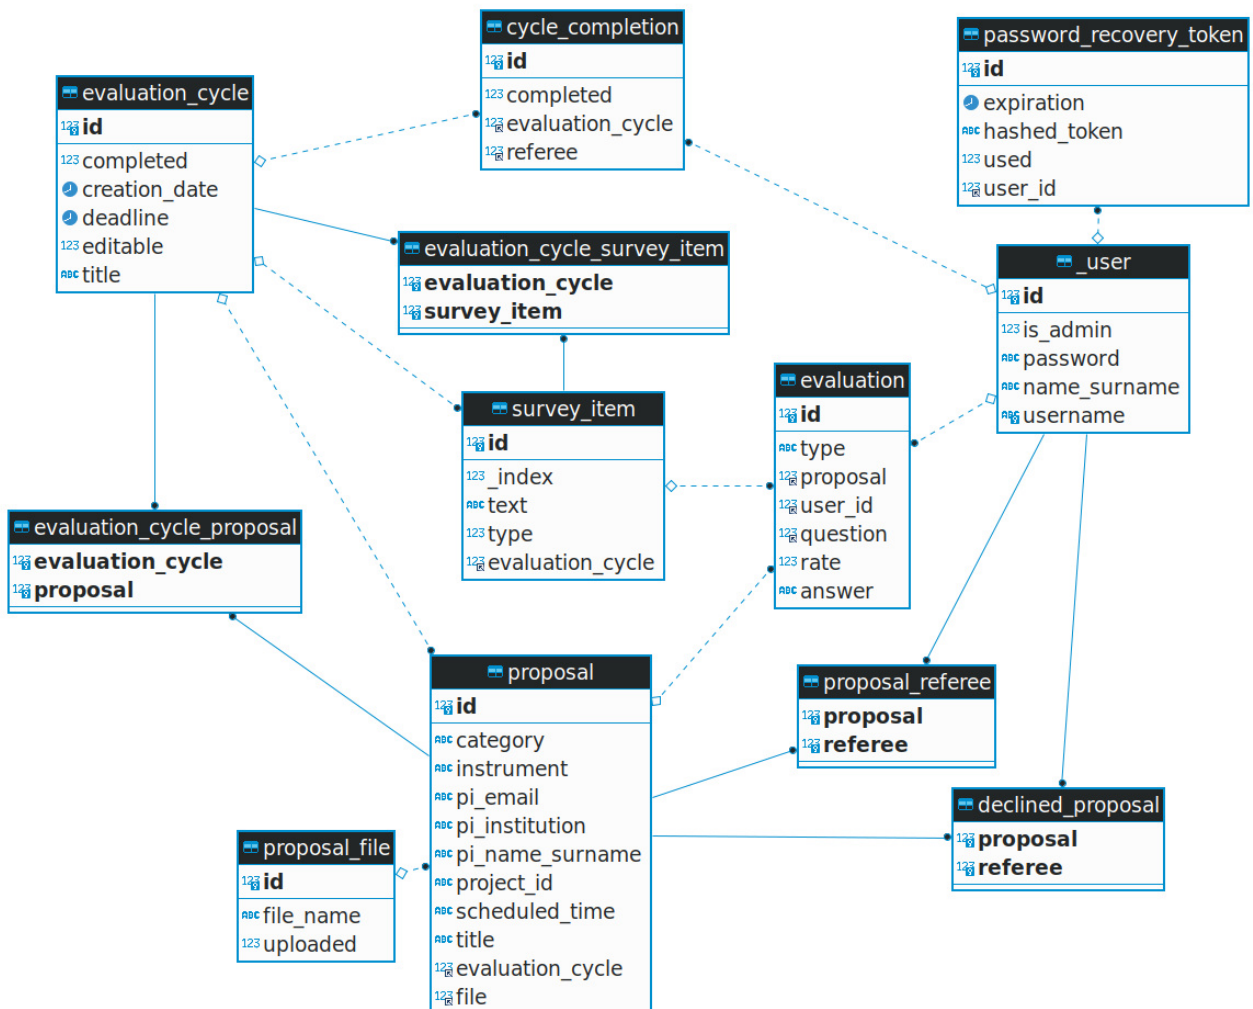 cycle_completion
id
completed
evaluation_cycle
referee
password_recovery_token
id
expiration
hashed_token
used
user_id
evaluation_cycle
id
completed
creation_date
deadline
editable
title
evaluation_cycle_survey_item
evaluation_cycle
survey_item
_user
id
is_admin
password
name_surname
username
evaluation
id
type
proposal
user_id
question
rate
answer
survey_item
id
_index
text
type
evaluation_cycle
evaluation_cycle_proposal
evaluation_cycle
proposal
proposal
id
category
instrument
pi_email
pi_institution
pi_name_surname
project_id
scheduled_time
title
evaluation_cycle
file
proposal_referee
proposal
referee
declined_proposal
proposal
referee
proposal_file
id
file_name
uploaded